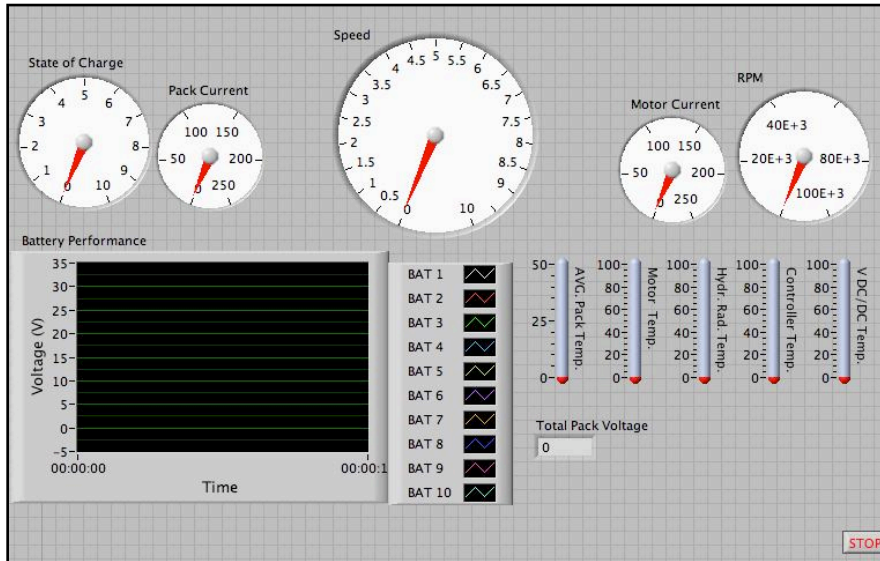 Speed
State of Charge
Pack Current
RPM
Motor Current
0 1 2 3 4 5 6 7 8 9 10
0 50 100 150 200 250
0 0.5 1 1.5 2 2.5 3 3.5 4 4.5 5 5.5 6 6.5 7 7.5 8 8.5 9 10
0 50 100 150 200 250
20E+3 40E+3 80E+3 100E+3
Battery Performance
35
30
25
20
15
10
5
0
-5
Voltage (V)
00:00:00 00:00:1
Time
BAT 1
BAT 2
BAT 3
BAT 4
BAT 5
BAT 6
BAT 7
BAT 8
BAT 9
BAT 10
50 25 0
AVG. Pack Temp.
100 80 60 40 20 0
Motor Temp.
100 80 60 40 20 0
Hydr. Rad. Temp.
100 80 60 40 20 0
Controller Temp.
100 80 60 40 20 0
V DC/DC Temp.
Total Pack Voltage
0
STOP